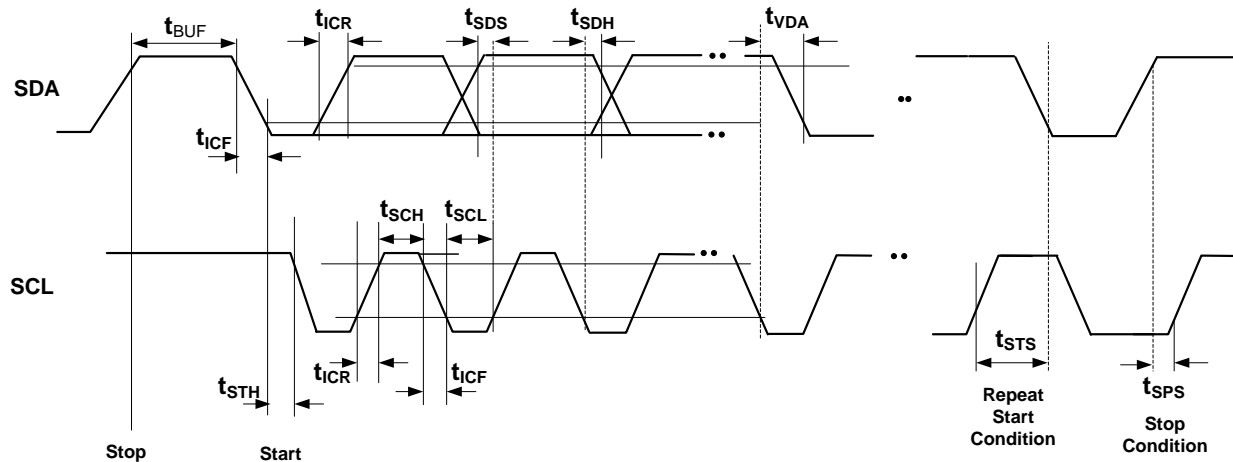 tBUF
tICR
tSDS
tSDH
tVDA
SDA
tICF
tSCH
tSCL
SCL
tSTH
tICR
tICF
tSTS
tSPS
Stop
Start
Repeat
Start
Condition
Stop
Condition